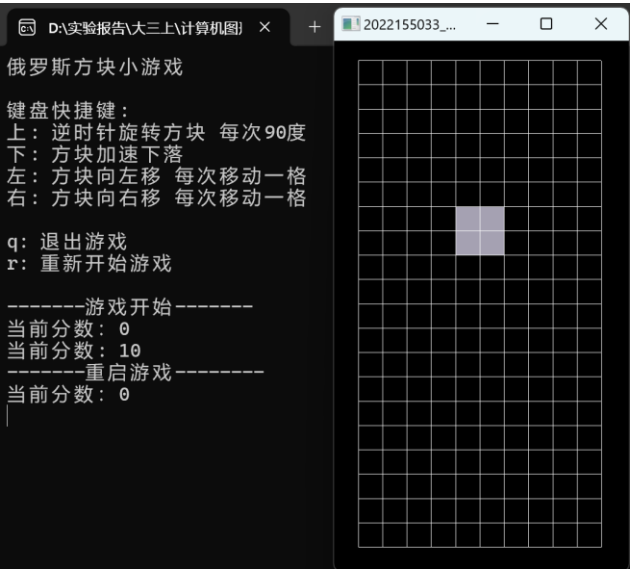 D:\实验报告\大三上\计算机图
2022155033_...
俄罗斯方块小游戏
键盘快捷键:
上: 逆时针旋转方块 每次90度
下: 方块加速下落
左: 方块向左移 每次移动一格
右: 方块向右移 每次移动一格
q: 退出游戏
r: 重新开始游戏
-------游戏开始-------
当前分数: 0
当前分数: 10
-------重启游戏--------
当前分数: 0